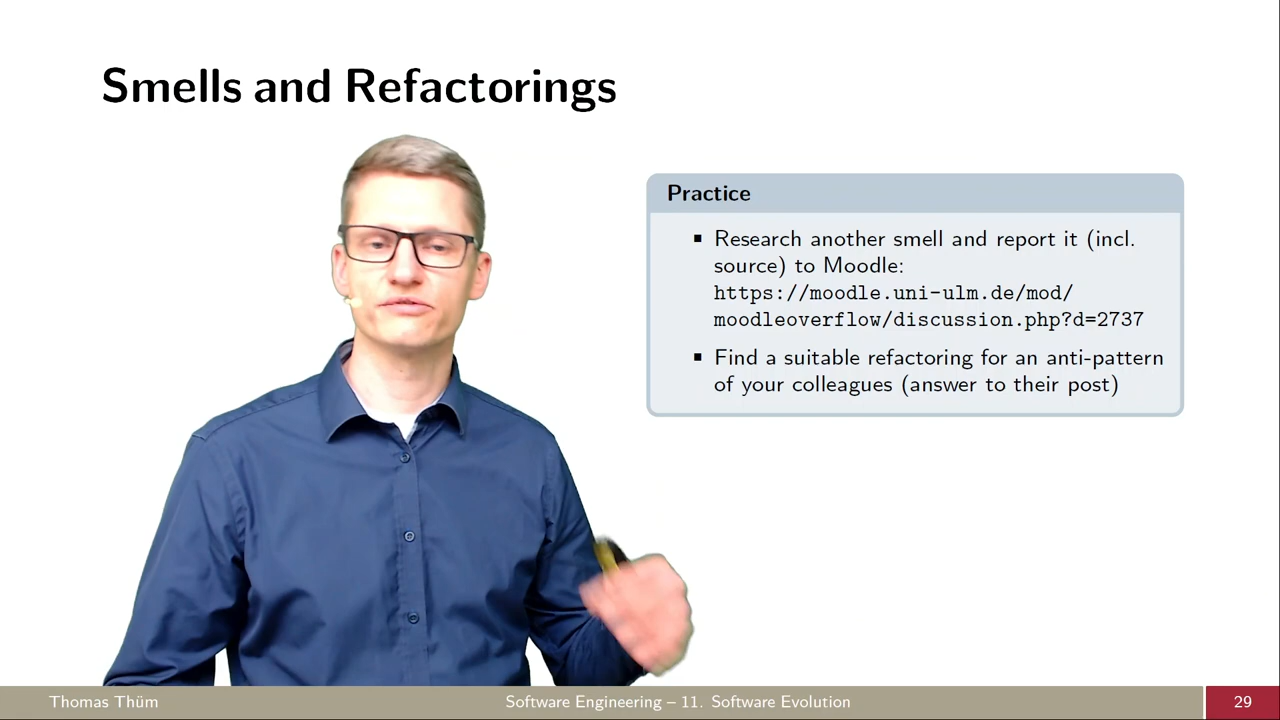 Smells and Refactorings
Practice
▪ Research another smell and report it (incl.
source) to Moodle:
https://moodle.uni-ulm.de/mod/
moodleoverflow/discussion.php?d=2737
▪ Find a suitable refactoring for an anti-pattern
of your colleagues (answer to their post)
Thomas Thüm
Software Engineering – 11. Software Evolution
29